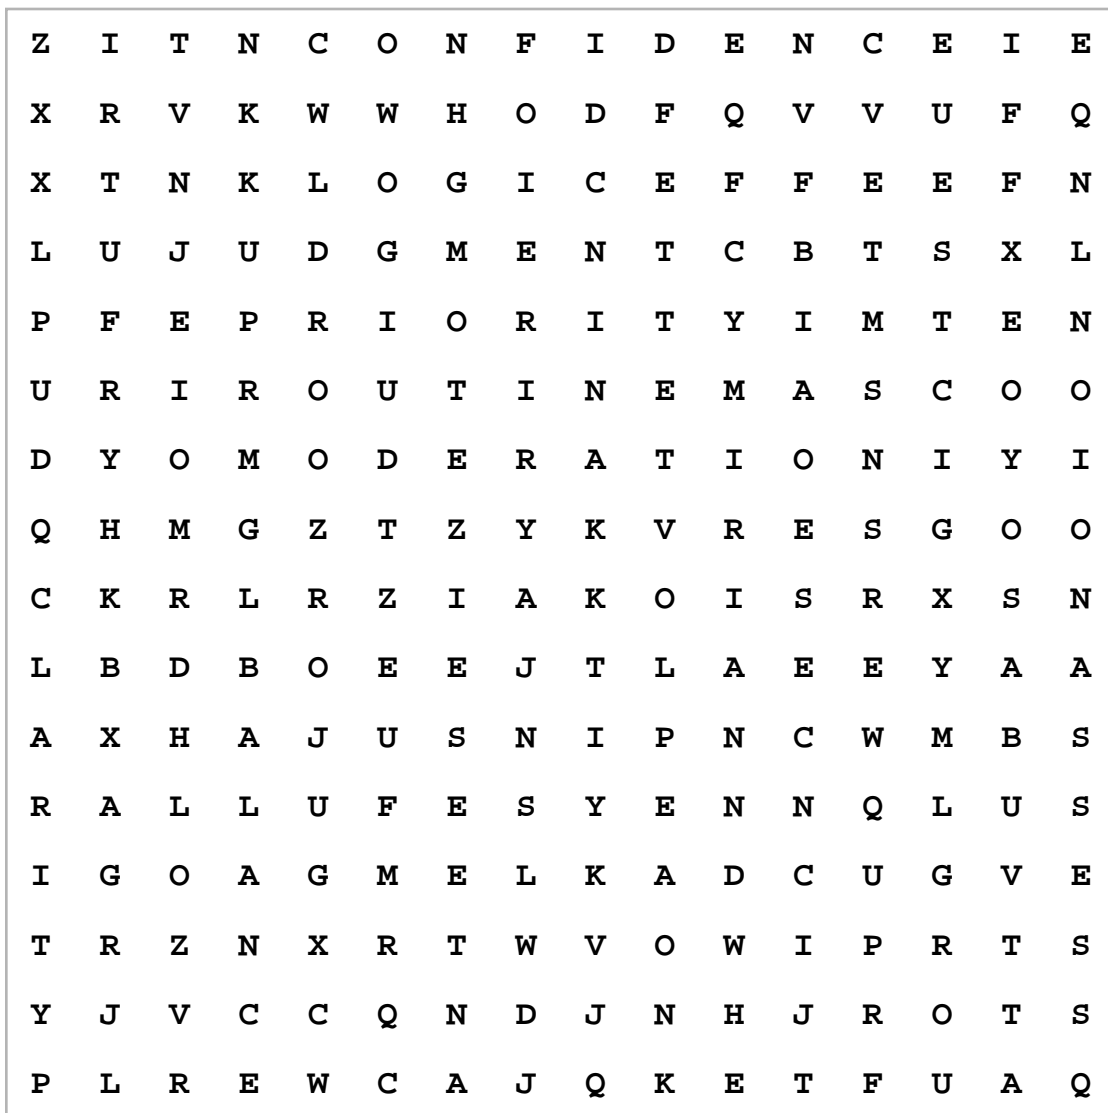 Z I T N C O N F I D E N C E I E
X R V K W W H O D F Q V V U F Q
X T N K L O G I C E F F E E F N
L U J U D G M E N T C B T S X L
P F E P R I O R I T Y I M T E N
U R I R O U T I N E M A S C O O
D Y O M O D E R A T I O N I Y I
Q H M G Z T Z Y K V R E S G O O
C K R L R Z I A K O I S R X S N
L B D B O E E J T L A E E Y A A
A X H A J U S N I P N C W M B S
R A L L U F E S Y E N N Q L U S
I G O A G M E L K A D C U G V E
T R Z N X R T W V O W I P R T S
Y J V C C Q N D J N H J R O T S
P L R E W C A J Q K E T F U A Q